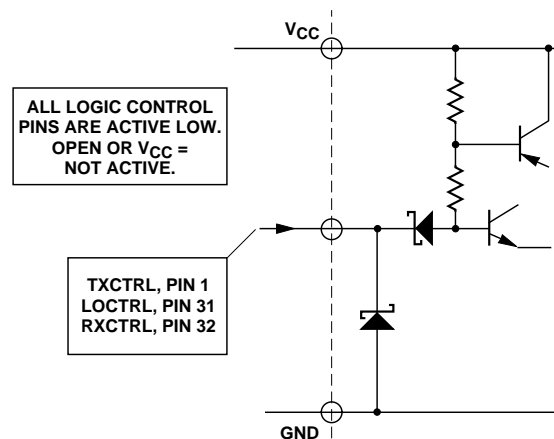 VCC
ALL LOGIC CONTROL
PINS ARE ACTIVE LOW.
OPEN OR VCC =
NOT ACTIVE.
TXCTRL, PIN 1
LOCTRL, PIN 31
RXCTRL, PIN 32
GND